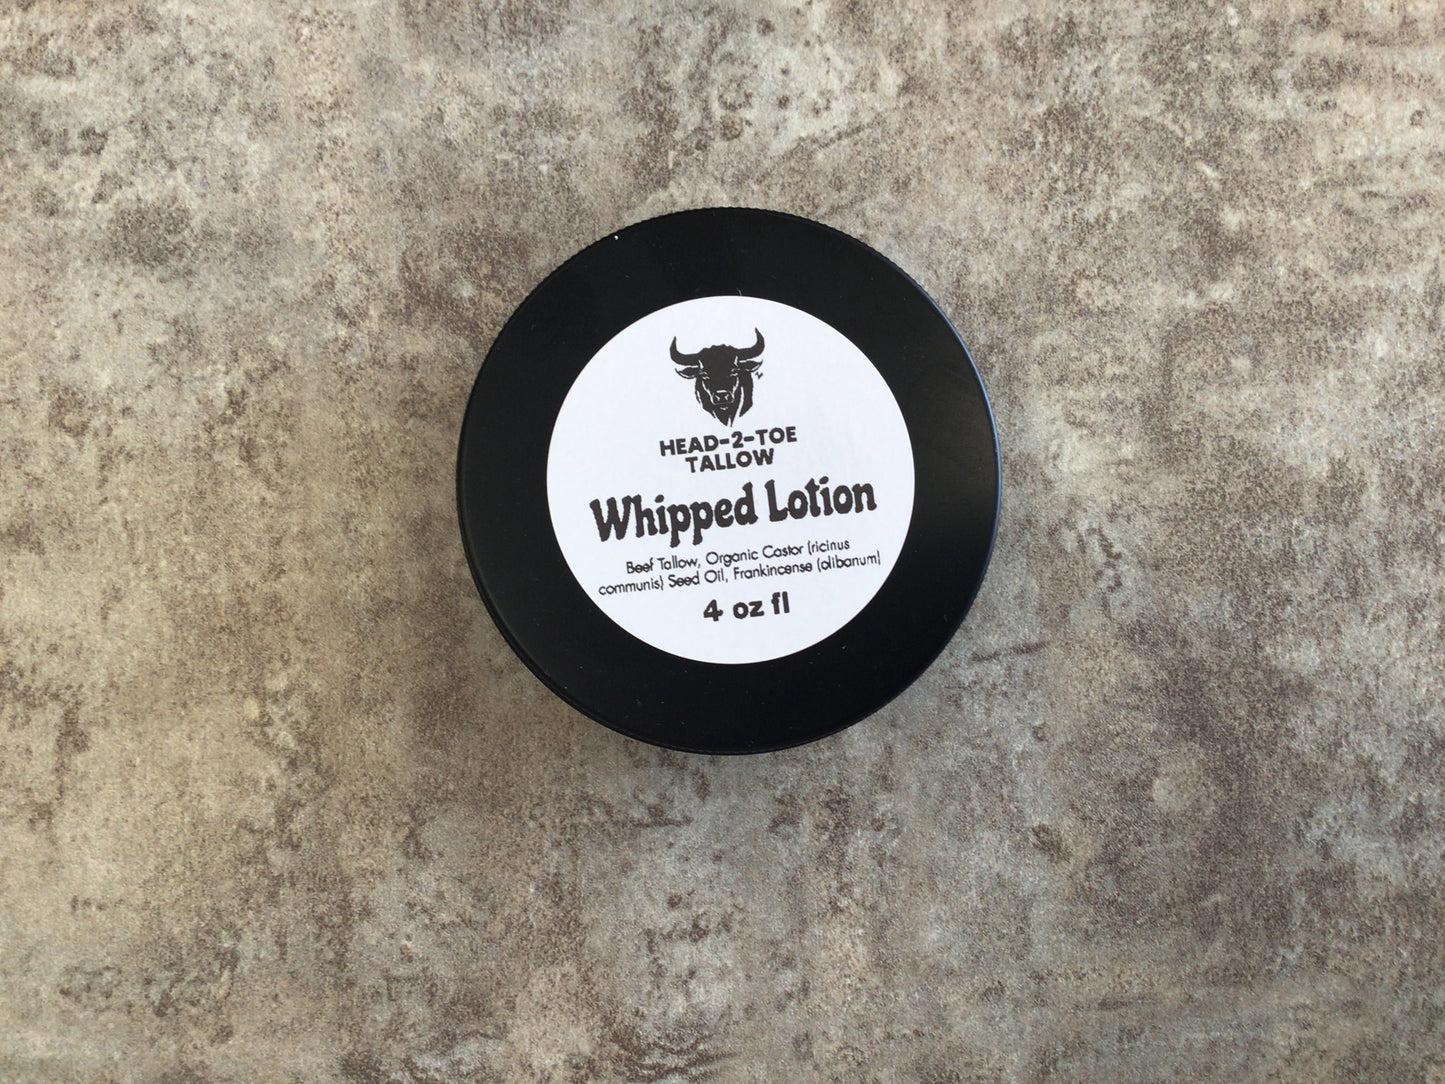 HEAD-2-TOE
TALLOW
Whipped Lotion
Beef Tallow, Organic Castor (ricinus
communis) Seed Oil, Frankincense (olibanum)
4 oz fl